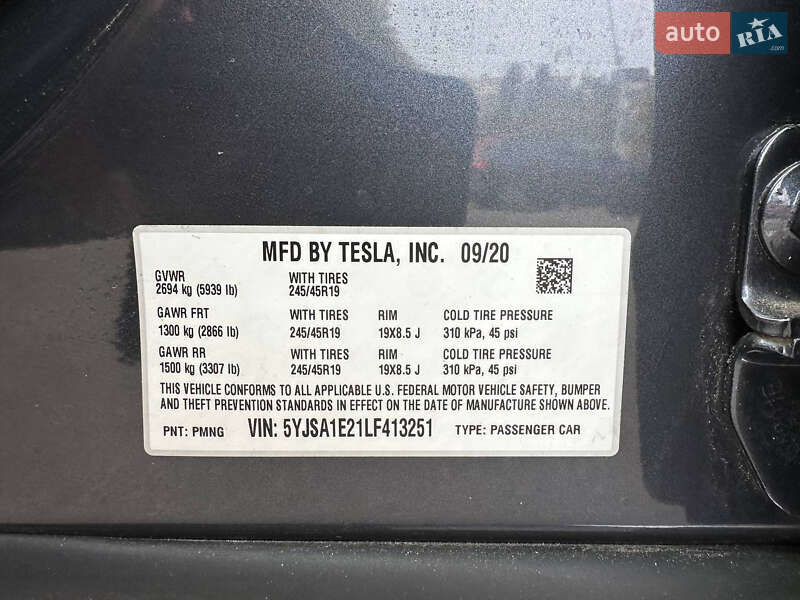 auto RIA.com
MFD BY TESLA, INC. 09/20
GVWR WITH TIRES
2694 kg (5939 lb) 245/45R19
GAWR FRT WITH TIRES RIM COLD TIRE PRESSURE
1300 kg (2866 lb) 245/45R19 19X8.5 J 310 kPa, 45 psi
GAWR RR WITH TIRES RIM COLD TIRE PRESSURE
1500 kg (3307 lb) 245/45R19 19X8.5 J 310 kPa, 45 psi
THIS VEHICLE CONFORMS TO ALL APPLICABLE U.S. FEDERAL MOTOR VEHICLE SAFETY, BUMPER
AND THEFT PREVENTION STANDARDS IN EFFECT ON THE DATE OF MANUFACTURE SHOWN ABOVE.
PNT: PMNG VIN: 5YJSA1E21LF413251 TYPE: PASSENGER CAR